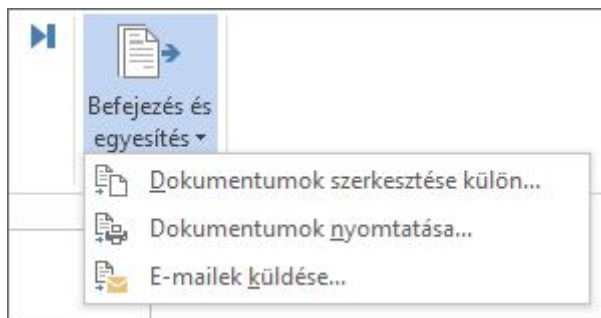 Befejezés és
egyesítés
Dokumentumok szerkesztése külön...
Dokumentumok nyomtatása...
E-mailek küldése...